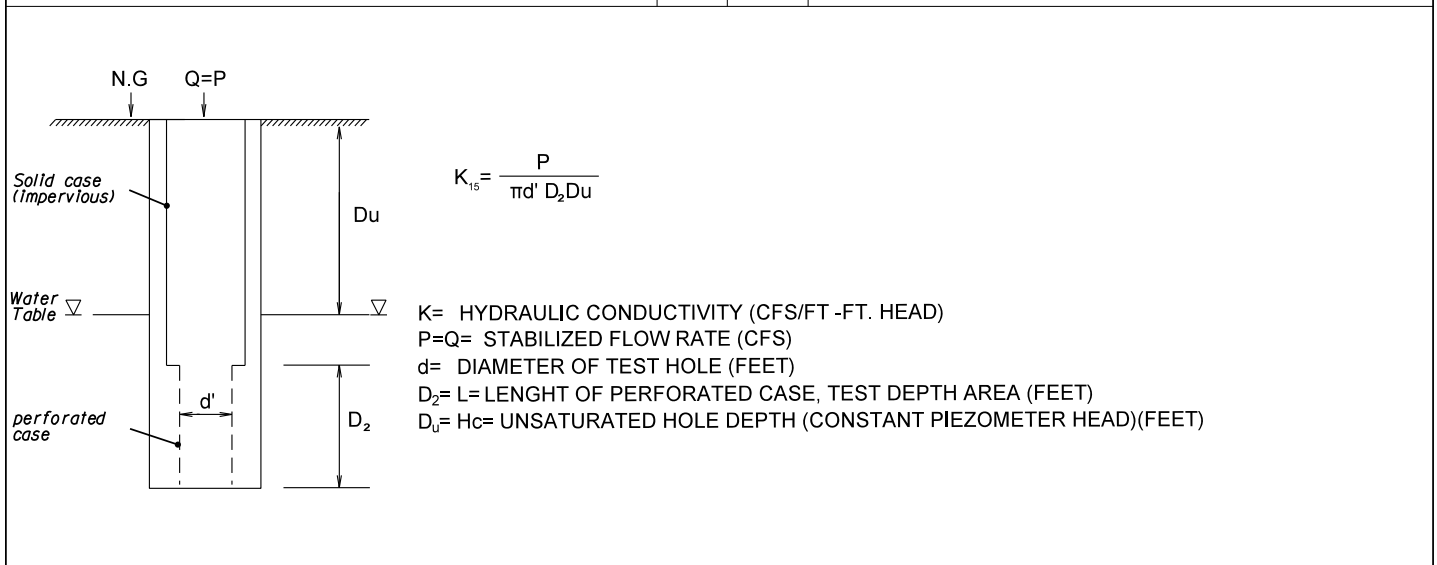 N.G Q=P
Solid case
(impervious)
Du
K₁₅= P
πd' D₂Du
Water
Table
K= HYDRAULIC CONDUCTIVITY (CFS/FT -FT. HEAD)
P=Q= STABILIZED FLOW RATE (CFS)
d= DIAMETER OF TEST HOLE (FEET)
D₂= L= LENGHT OF PERFORATED CASE, TEST DEPTH AREA (FEET)
Dᵤ= Hc= UNSATURATED HOLE DEPTH (CONSTANT PIEZOMETER HEAD)(FEET)
d'
D₂
perforated
case